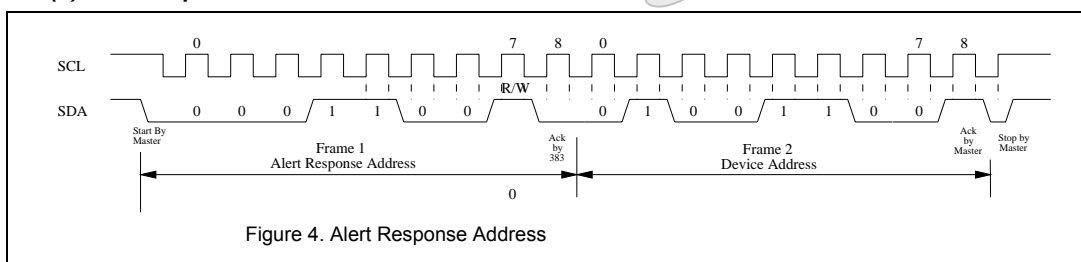 0 7 8 0 7 8
SCL
R/W
SDA 0 0 0 1 1 0 0 0 1 0 0 1 1 0 0
Start By
Master
Ack
by
383
Ack
by
Master
Stop by
Master
Frame 1
Alert Response Address
Frame 2
Device Address
0
Figure 4. Alert Response Address